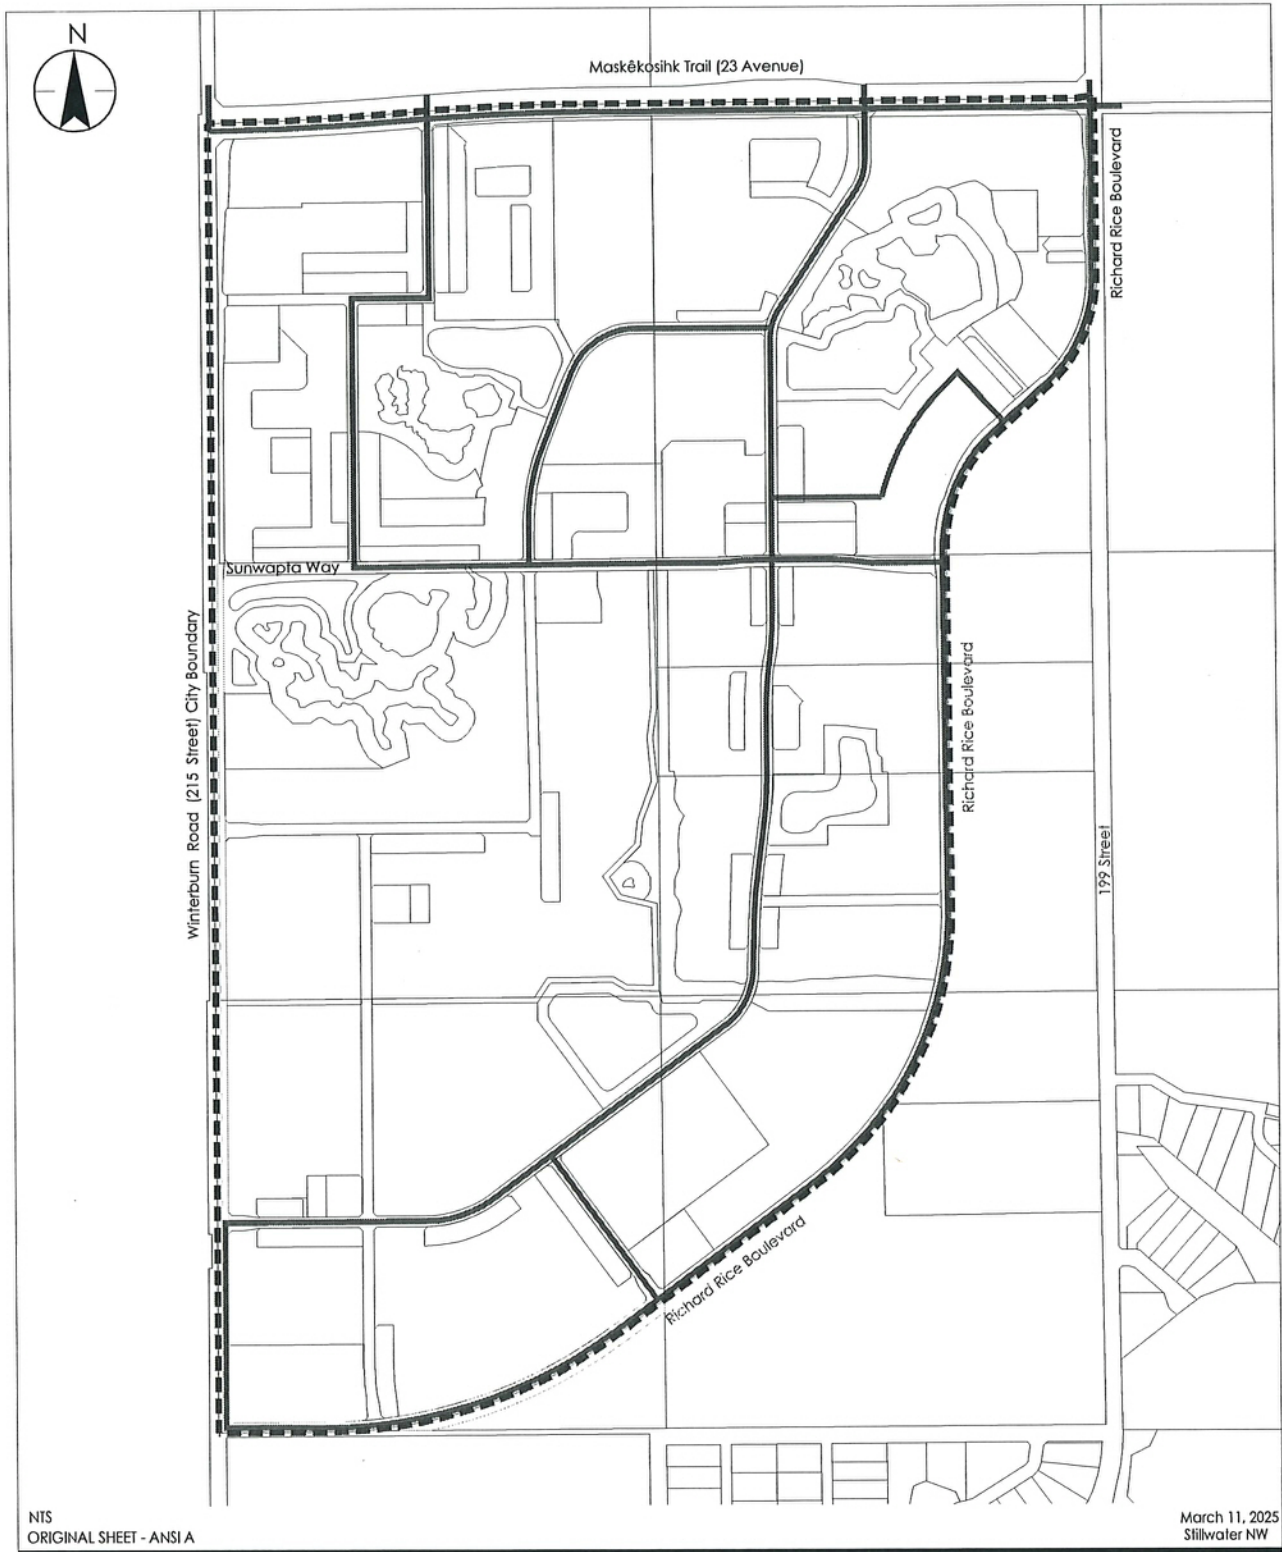 N
Maskêkosihk Trail (23 Avenue)
Richard Rice Boulevard
Sunwapta Way
Winterburn Road (215 Street) City Boundary
Richard Rice Boulevard
199 Street
Richard Rice Boulevard
NTS
ORIGINAL SHEET - ANSI A
March 11, 2025
Stillwater NW